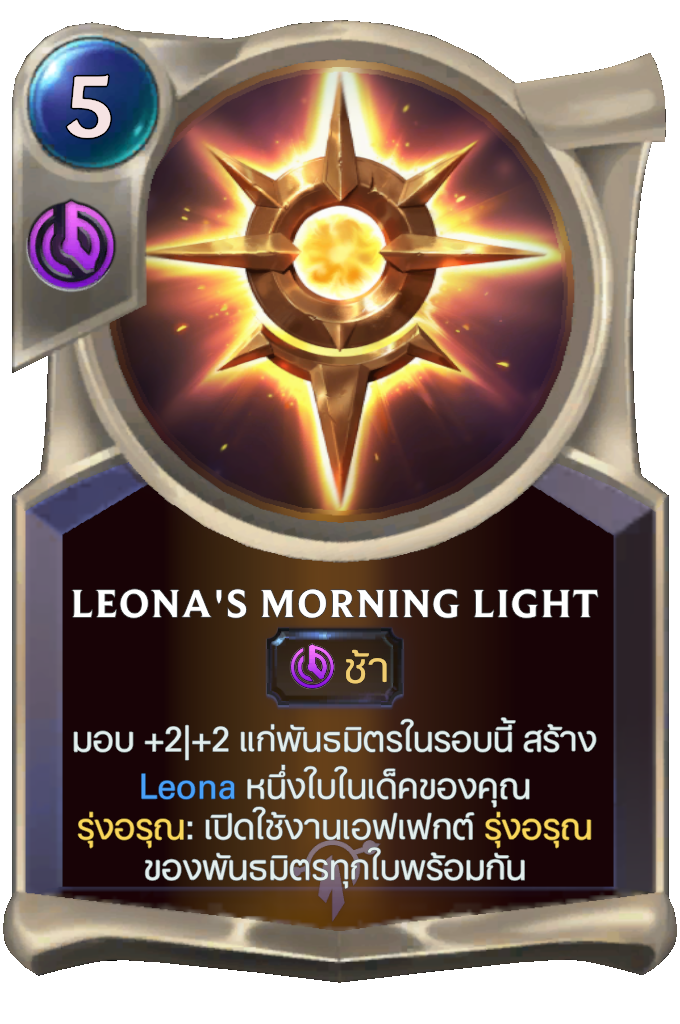 5
LEONA'S MORNING LIGHT
ช้า
มอบ +2|+2 แก่พันธมิตรในรอบนี้ สร้าง
Leona หนึ่งใบในเด็คของคุณ
รุ่งอรุณ: เปิดใช้งานเอฟเฟกต์ รุ่งอรุณ
ของพันธมิตรทุกใบพร้อมกัน